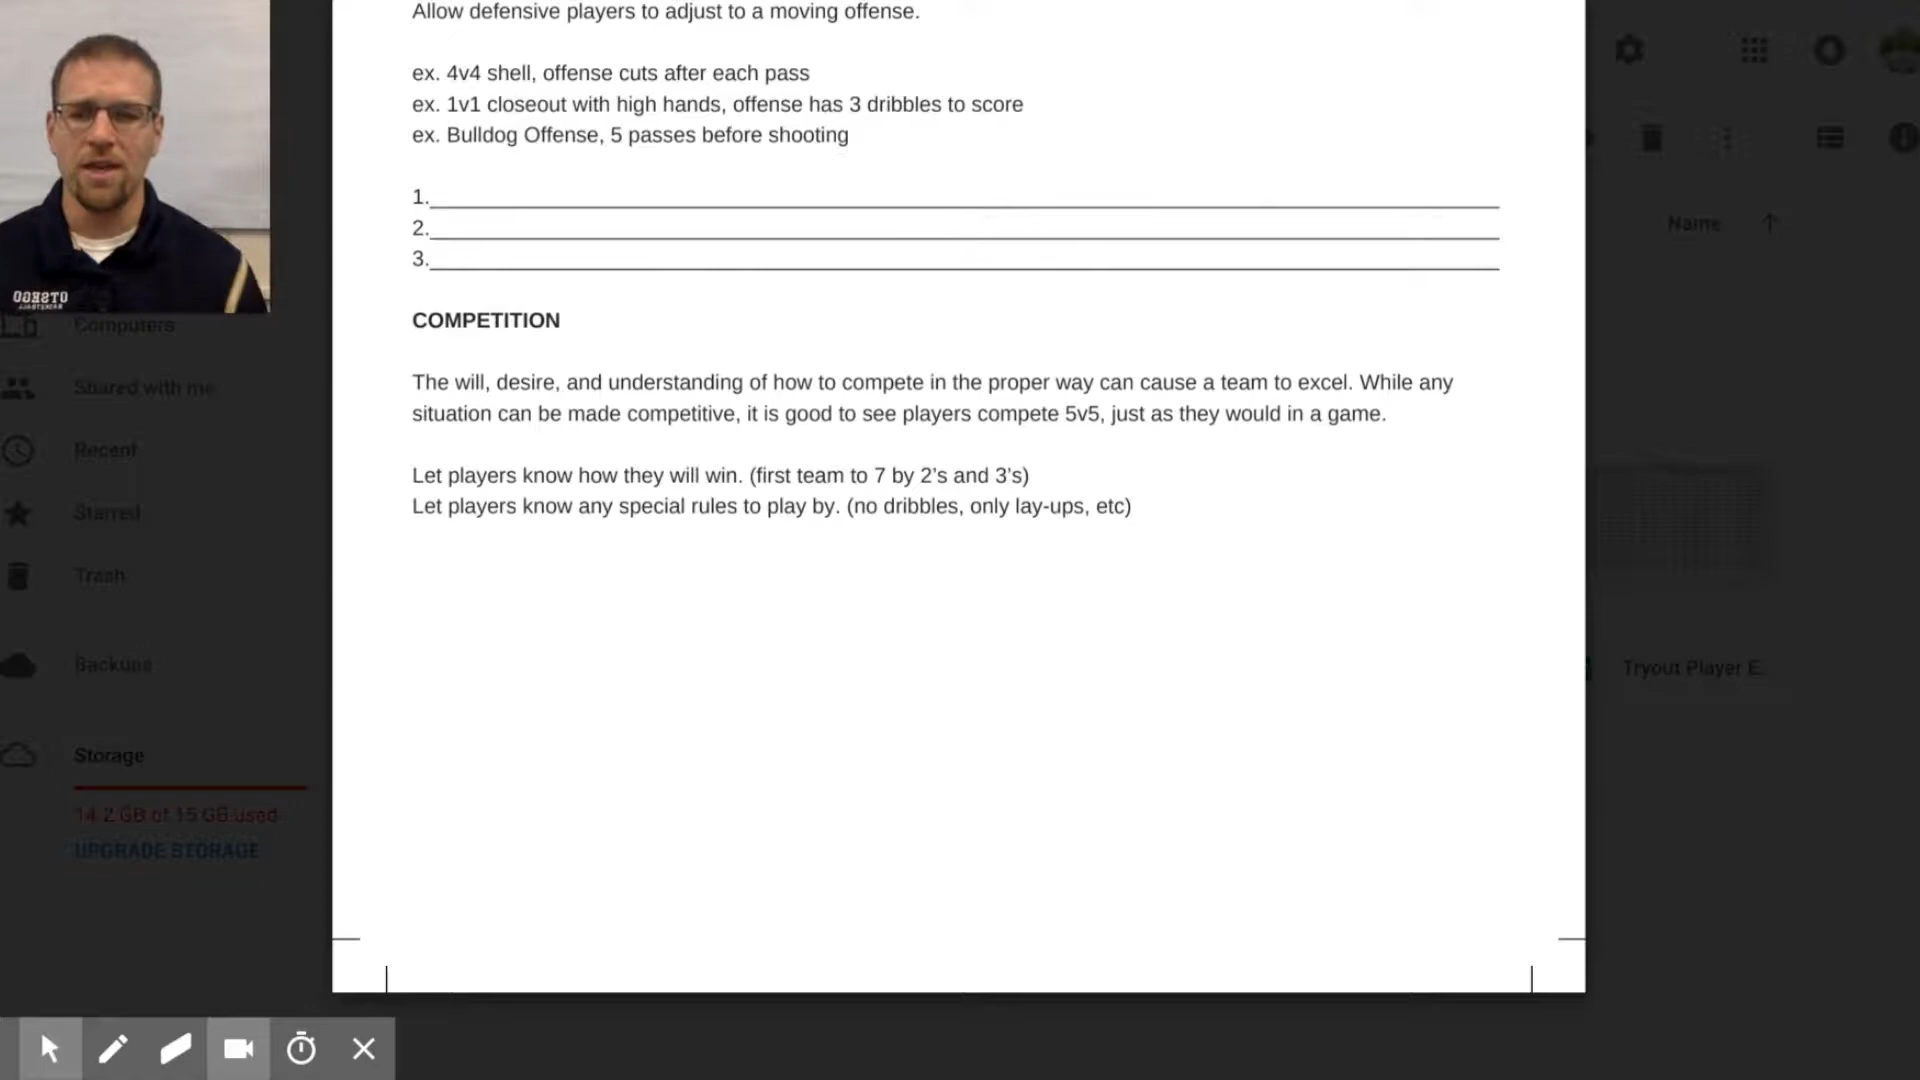 Allow defensive players to adjust to a moving offense.
ex. 4v4 shell, offense cuts after each pass
ex. 1v1 closeout with high hands, offense has 3 dribbles to score
ex. Bulldog Offense, 5 passes before shooting
1.
2.
3.
COMPETITION
The will, desire, and understanding of how to compete in the proper way can cause a team to excel. While any
situation can be made competitive, it is good to see players compete 5v5, just as they would in a game.
Let players know how they will win. (first team to 7 by 2’s and 3’s)
Let players know any special rules to play by. (no dribbles, only lay-ups, etc)
OTSEGO
Computers
Shared with me
Recent
Starred
Trash
Backups
Storage
14.2 GB of 15 GB used
UPGRADE STORAGE
Name
Tryout Player E